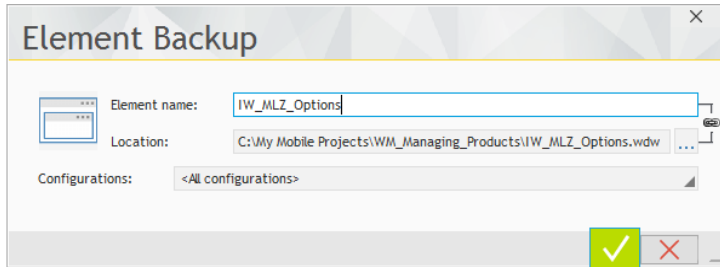 Element Backup
Element name: IW_MLZ_Options
Location: C:\My Mobile Projects\WM_Managing_Products\IW_MLZ_Options.wdw ...
Configurations: <All configurations>